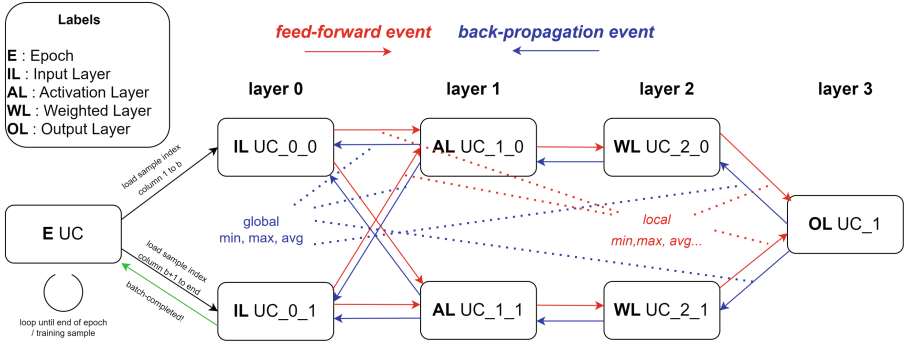 Labels
E : Epoch
IL : Input Layer
AL : Activation Layer
WL : Weighted Layer
OL : Output Layer
feed-forward event
back-propagation event
layer 0
layer 1
layer 2
layer 3
load sample index
column 1 to b
IL UC_0_0
AL UC_1_0
WL UC_2_0
E UC
global
min, max, avg
local
min,max, avg...
OL UC_1
load sample index
column b+1 to end
batch-completed!
IL UC_0_1
AL UC_1_1
WL UC_2_1
loop until end of epoch
/ training sample